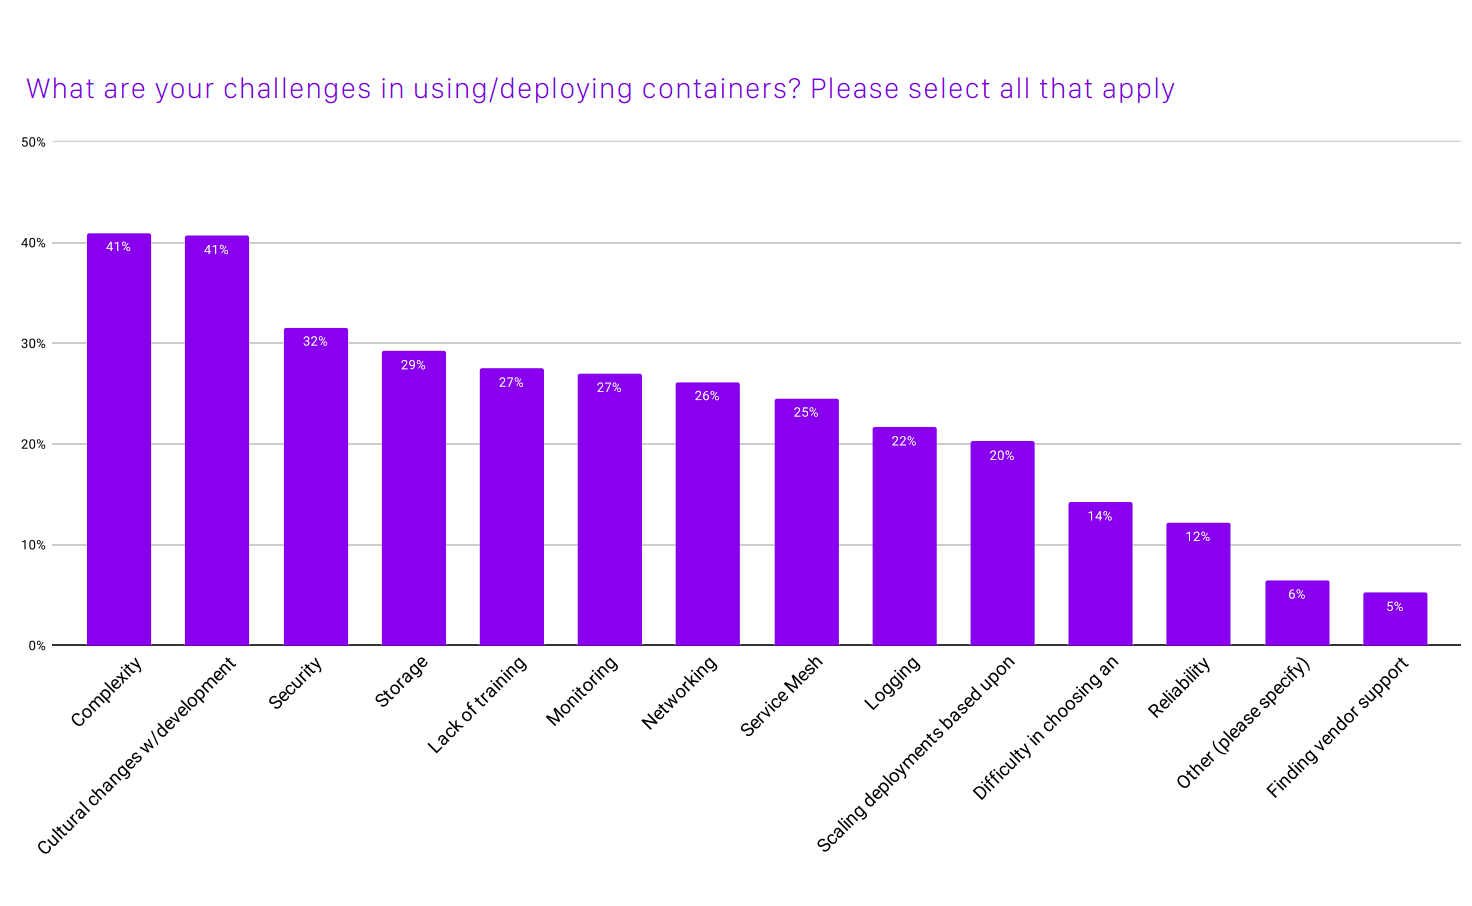 What are your challenges in using/deploying containers? Please select all that apply
50%
40%
30%
20%
10%
0%
41%
41%
32%
29%
27%
27%
26%
25%
22%
20%
14%
12%
6%
5%
Complexity
Cultural changes w/development
Security
Storage
Lack of training
Monitoring
Networking
Service Mesh
Logging
Scaling deployments based upon
Difficulty in choosing an
Reliability
Other (please specify)
Finding vendor support